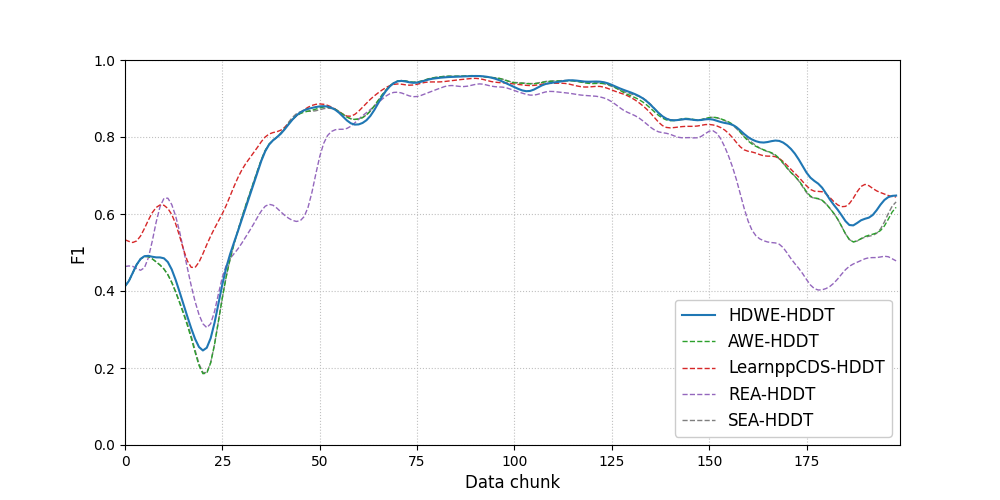 1.0
0.8
0.6
0.4
0.2
0.0
F1
0 25 50 75 100 125 150 175
Data chunk
HDWE-HDDT
AWE-HDDT
LearnppCDS-HDDT
REA-HDDT
SEA-HDDT